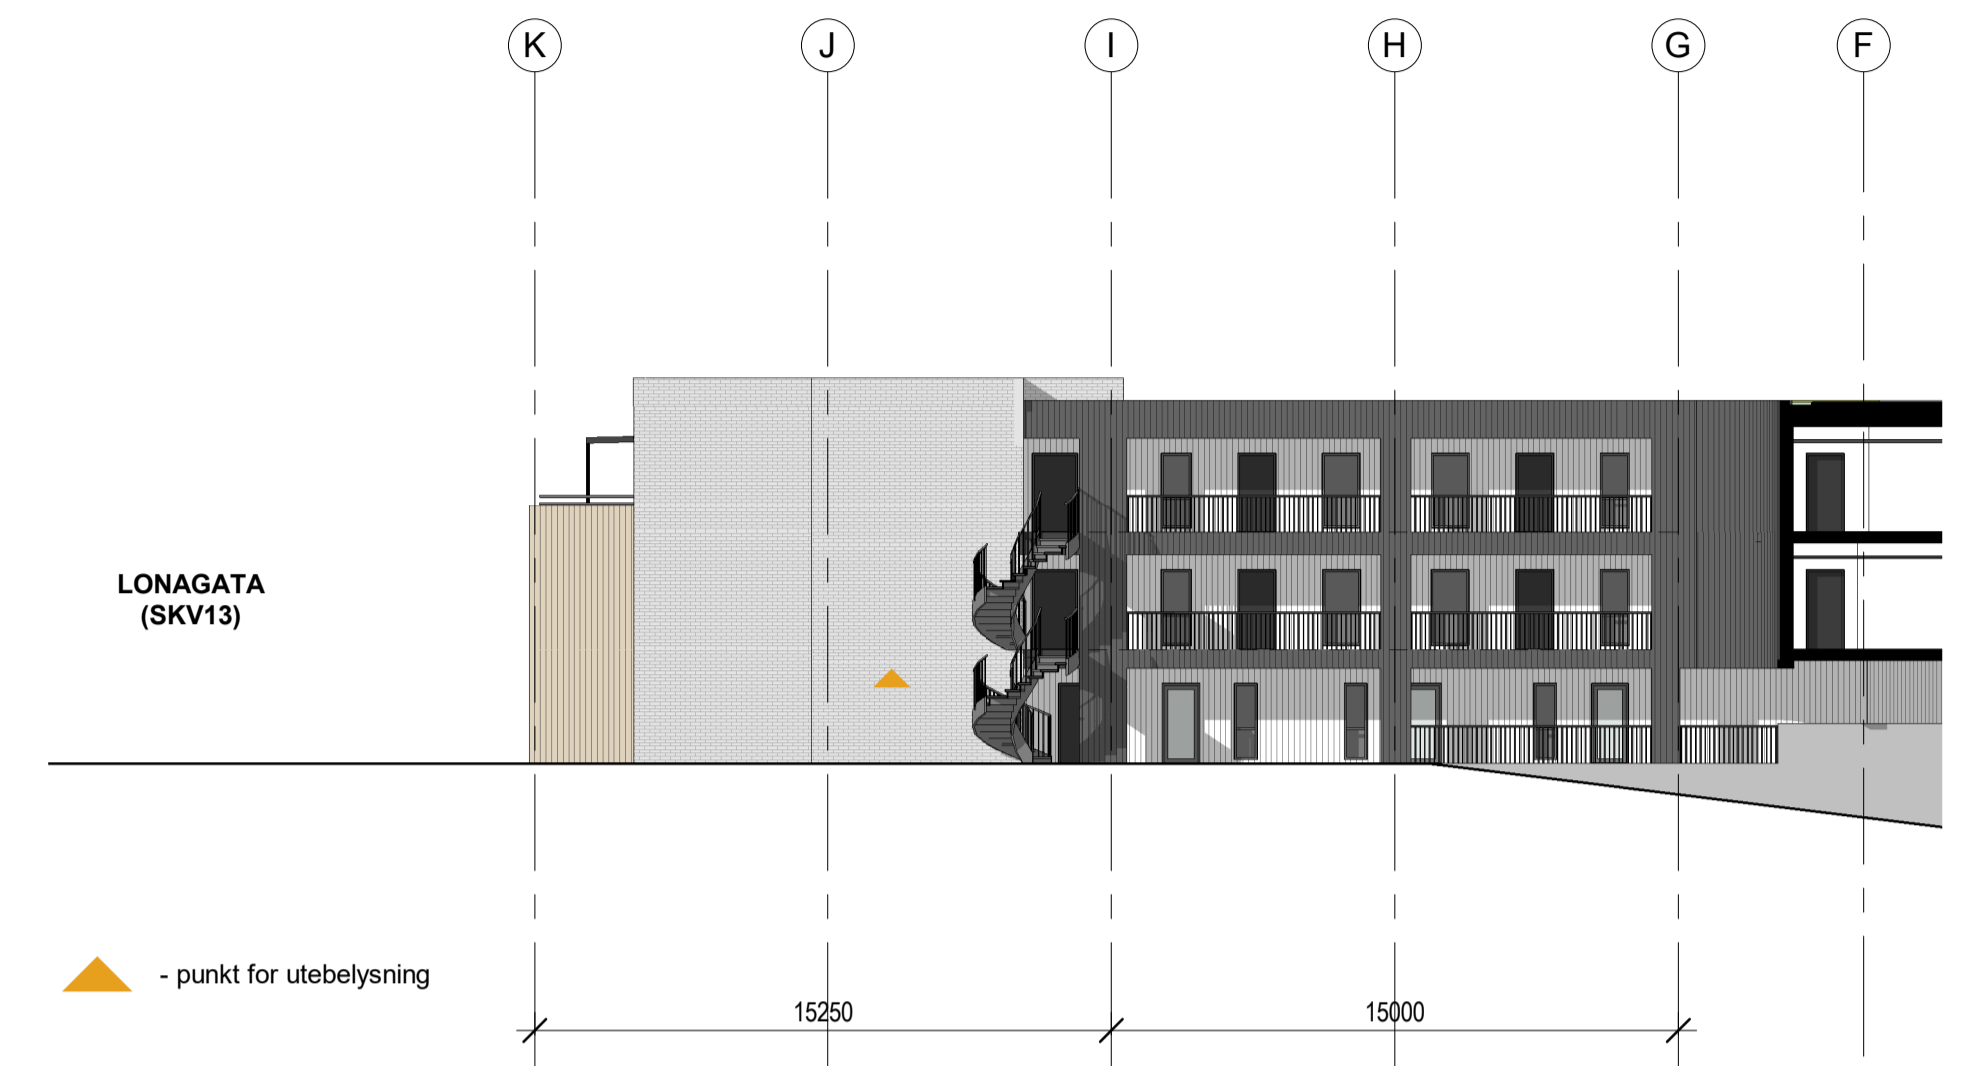 K J I H G F
LONAGATA
(SKV13)
- punkt for utebelysning
15250 15000